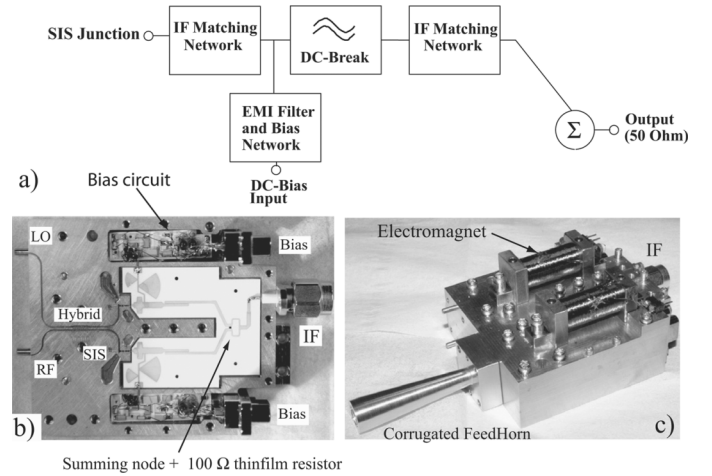 SIS Junction
IF Matching
Network
DC-Break
IF Matching
Network
EMI Filter
and Bias
Network
Σ
Output
(50 Ohm)
DC-Bias
Input
a)
Bias circuit
LO
Bias
Hybrid
SIS
RF
IF
Bias
b)
Summing node + 100 Ω thinfilm resistor
Electromagnet
IF
Corrugated FeedHorn
c)